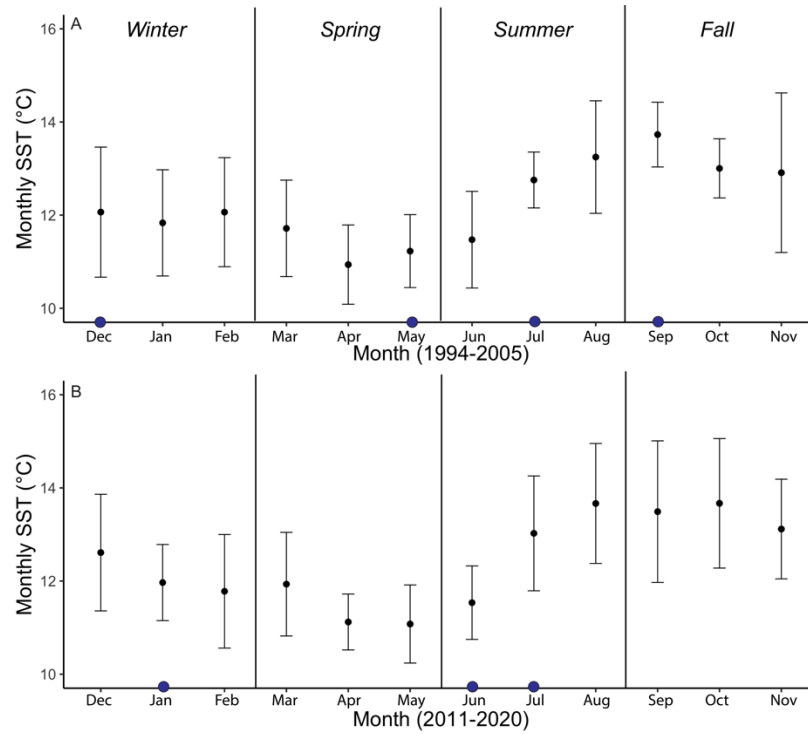 A
Winter Spring Summer Fall
16
14
12
10
Monthly SST (°C)
Dec Jan Feb Mar Apr May Jun Jul Aug Sep Oct Nov
Month (1994-2005)
B
16
14
12
10
Monthly SST (°C)
Dec Jan Feb Mar Apr May Jun Jul Aug Sep Oct Nov
Month (2011-2020)